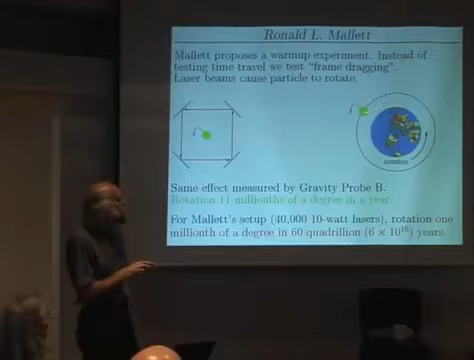 Ronald L. Mallett
Mallett proposes a warmup experiment. Instead of
testing time travel we test "frame dragging".
Laser beams cause particle to rotate.
rotation
Same effect measured by Gravity Probe B.
Rotation 11 millionths of a degree in a year.
For Mallett's setup (40,000 10-watt lasers), rotation one
millionth of a degree in 60 quadrillion (6 × 10¹⁶) years.